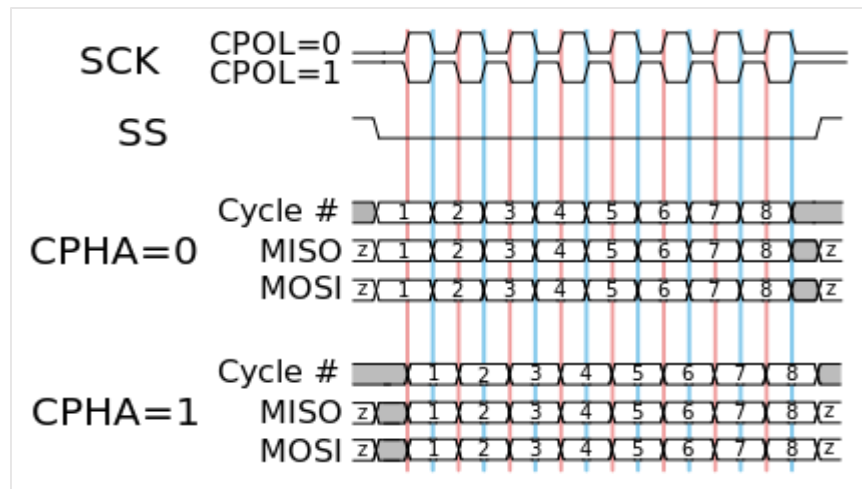 SCK CPOL=0
CPOL=1
SS
Cycle # 1 2 3 4 5 6 7 8
CPHA=0 MISO z 1 2 3 4 5 6 7 8 z
MOSI z 1 2 3 4 5 6 7 8 z
Cycle # 1 2 3 4 5 6 7 8
CPHA=1 MISO z 1 2 3 4 5 6 7 8 z
MOSI z 1 2 3 4 5 6 7 8 z